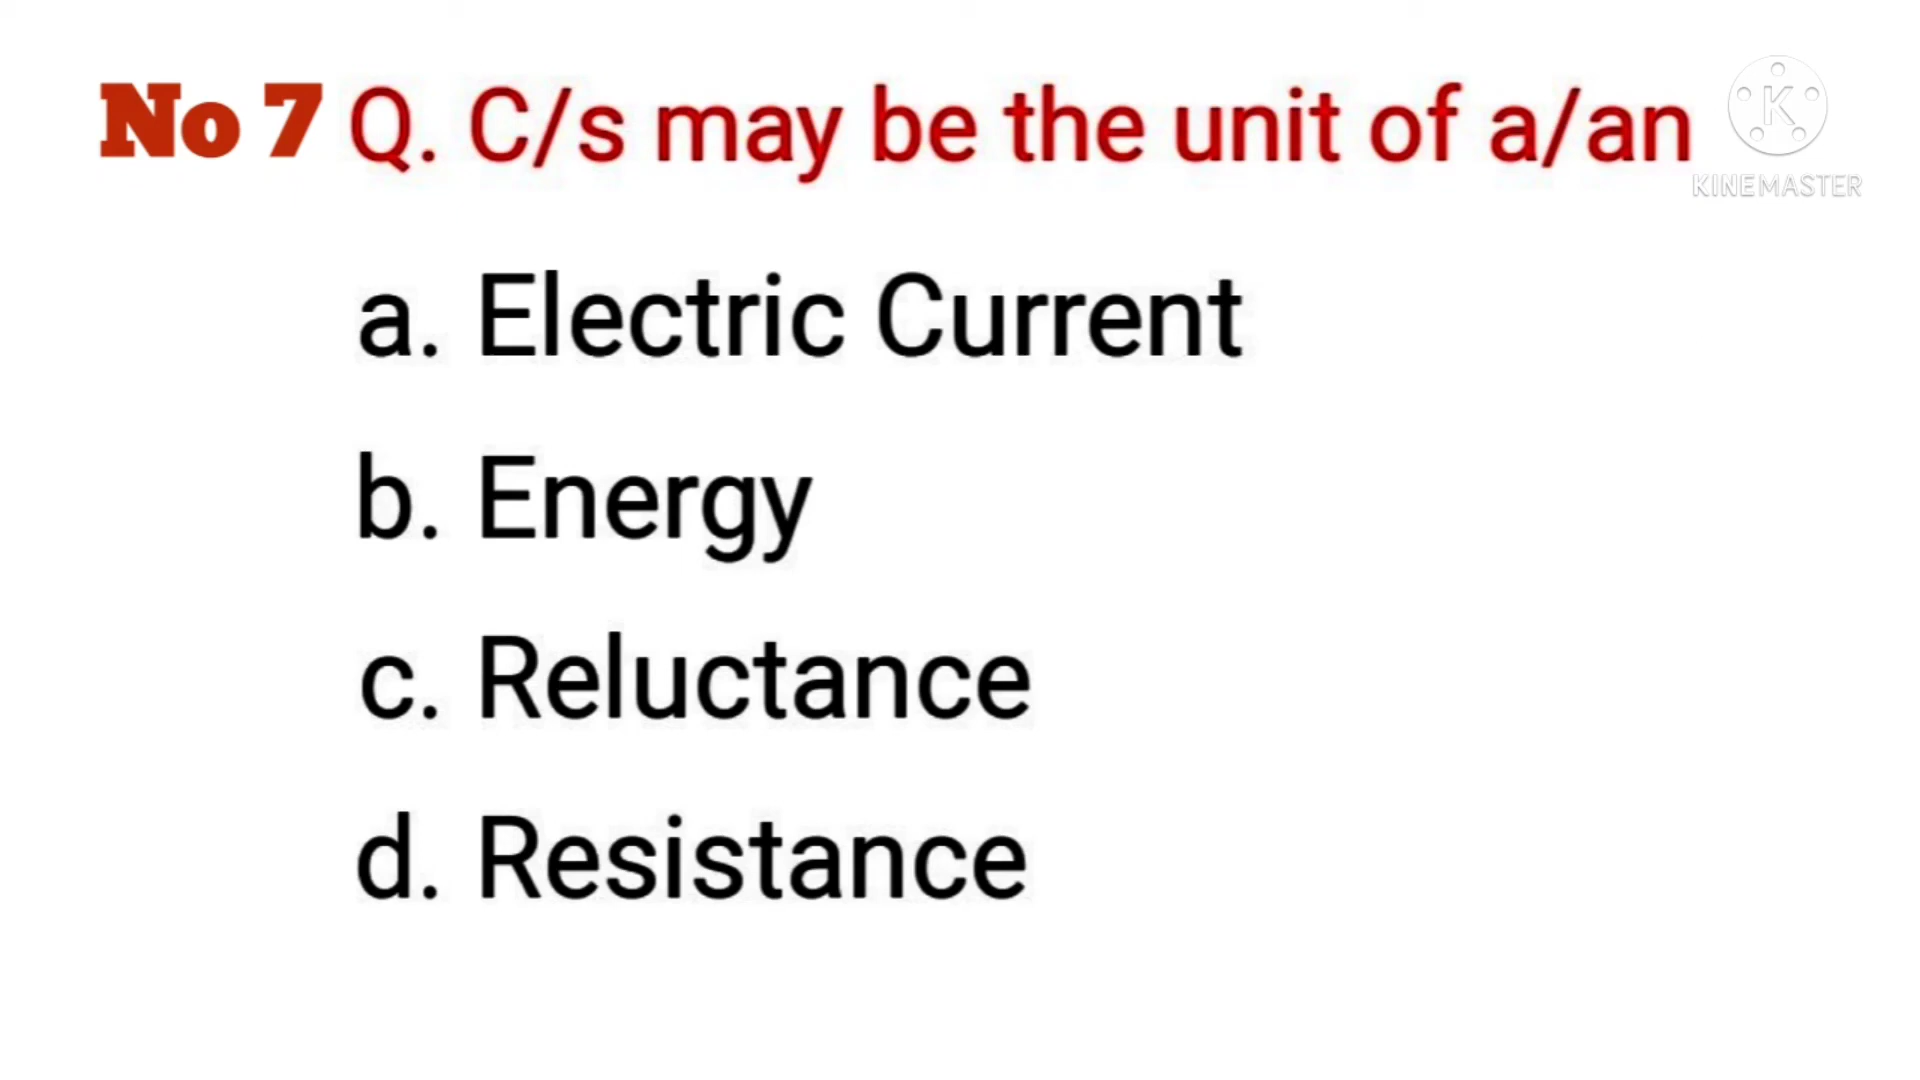 No 7 Q. C/s may be the unit of a/an
K
KINEMASTER
a. Electric Current
b. Energy
c. Reluctance
d. Resistance